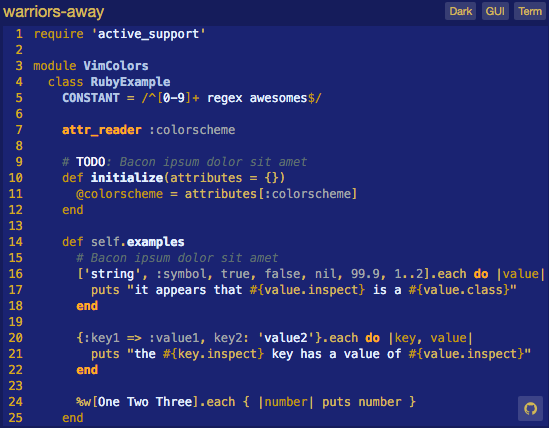 warriors-away
Dark GUI Term
1 require 'active_support'
2
3 module VimColors
4   class RubyExample
5     CONSTANT = /^[0-9]+ regex awesomes$/
6
7     attr_reader :colorscheme
8
9     # TODO: Bacon ipsum dolor sit amet
10     def initialize(attributes = {})
11       @colorscheme = attributes[:colorscheme]
12     end
13
14     def self.examples
15       # Bacon ipsum dolor sit amet
16       ['string', :symbol, true, false, nil, 99.9, 1..2].each do |value|
17         puts "it appears that #{value.inspect} is a #{value.class}"
18       end
19
20       {:key1 => :value1, key2: 'value2'}.each do |key, value|
21         puts "the #{key.inspect} key has a value of #{value.inspect}"
22       end
23
24       %w[One Two Three].each { |number| puts number }
25     end